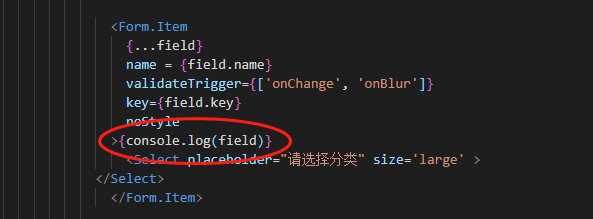 <Form.Item
{...field}
name = {field.name}
validateTrigger={['onChange', 'onBlur']}
key={field.key}
noStyle
>{console.log(field)}
<Select placeholder="请选择分类" size='large' >
</Select>
</Form.Item>